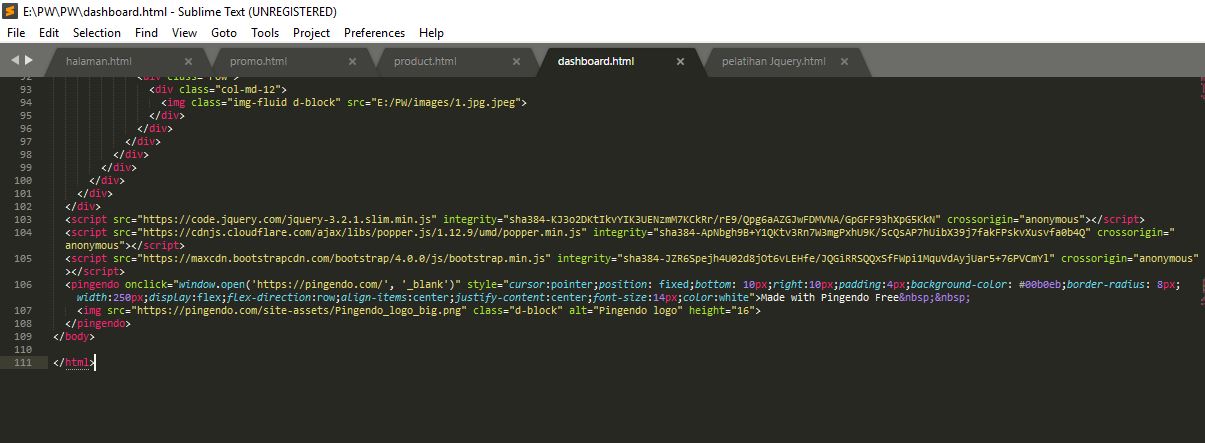 E:\PW\PW\dashboard.html - Sublime Text (UNREGISTERED)
File Edit Selection Find View Goto Tools Project Preferences Help
halaman.html × promo.html × product.html × dashboard.html × pelatihan Jquery.html ×
92 <div class="row">
93 <div class="col-md-12">
94 <img class="img-fluid d-block" src="E:/PW/images/1.jpg.jpeg">
95 </div>
96 </div>
97 </div>
98 </div>
99 </div>
100 </div>
101 </div>
102 </div>
103 <script src="https://code.jquery.com/jquery-3.2.1.slim.min.js" integrity="sha384-KJ3o2DKtIkvYIK3UENzmM7KCkRr/rE9/Qpg6aAZGJwFDMVNA/GpGFF93hXpG5KkN" crossorigin="anonymous"></script>
104 <script src="https://cdnjs.cloudflare.com/ajax/libs/popper.js/1.12.9/umd/popper.min.js" integrity="sha384-ApNbgh9B+Y1QKtv3Rn7W3mgPxhU9K/ScQsAP7hUibX39j7fakFPskvXusvfa0b4Q" crossorigin="
anonymous"></script>
105 <script src="https://maxcdn.bootstrapcdn.com/bootstrap/4.0.0/js/bootstrap.min.js" integrity="sha384-JZR6Spejh4U02d8jOt6vLEHfe/JQGiRRSQQxSfFWpi1MquVdAyjUar5+76PVCmYl" crossorigin="anonymous"
></script>
106 <pingendo onclick="window.open('https://pingendo.com/', '_blank')" style="cursor:pointer;position: fixed;bottom: 10px;right:10px;padding:4px;background-color: #00b0eb;border-radius: 8px;
width:250px;display:flex;flex-direction:row;align-items:center;justify-content:center;font-size:14px;color:white">Made with Pingendo Free&nbsp;&nbsp;
107 <img src="https://pingendo.com/site-assets/Pingendo_logo_big.png" class="d-block" alt="Pingendo logo" height="16">
108 </pingendo>
109 </body>
110
111 </html>